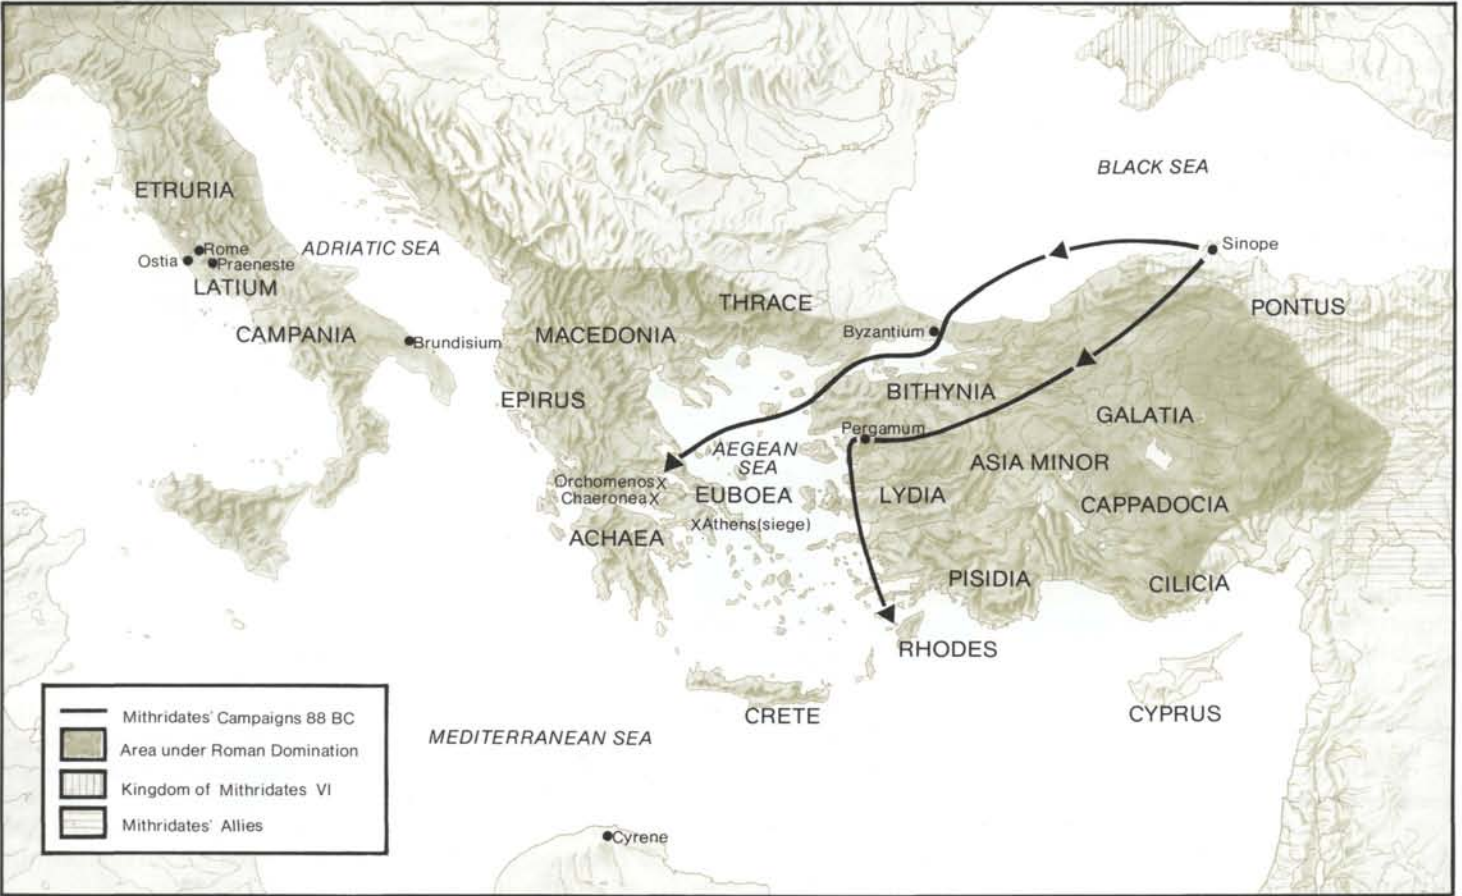 BLACK SEA
ETRURIA
Rome
ADRIATIC SEA
Sinope
Ostia
Praeneste
LATIUM
THRACE
PONTUS
CAMPANIA
Brundisium
MACEDONIA
Byzantium
BITHYNIA
EPIRUS
GALATIA
Pergamum
AEGEAN
SEA
ASIA MINOR
Orchomenos X
Chaeronea X
EUBOEA
LYDIA
CAPPADOCIA
XAthens(siege)
ACHAEA
PISIDIA
CILICIA
RHODES
CRETE
CYPRUS
MEDITERRANEAN SEA
Mithridates' Campaigns 88 BC
Area under Roman Domination
Kingdom of Mithridates VI
Mithridates' Allies
Cyrene